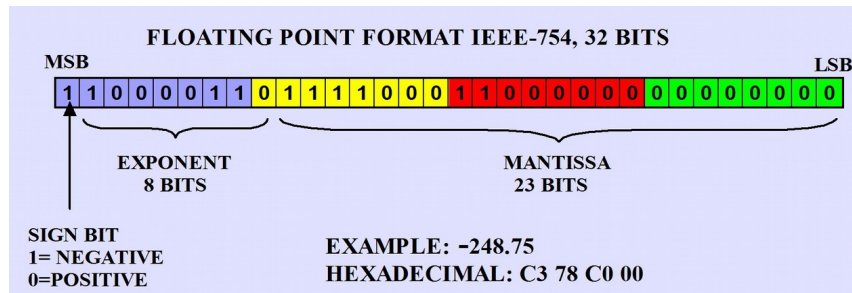 FLOATING POINT FORMAT IEEE-754, 32 BITS
MSB LSB
1 1 0 0 0 0 1 1 0 1 1 1 1 0 0 0 1 1 0 0 0 0 0 0 0 0 0 0 0 0 0 0
EXPONENT MANTISSA
8 BITS 23 BITS
SIGN BIT
1= NEGATIVE
0=POSITIVE
EXAMPLE: -248.75
HEXADECIMAL: C3 78 C0 00